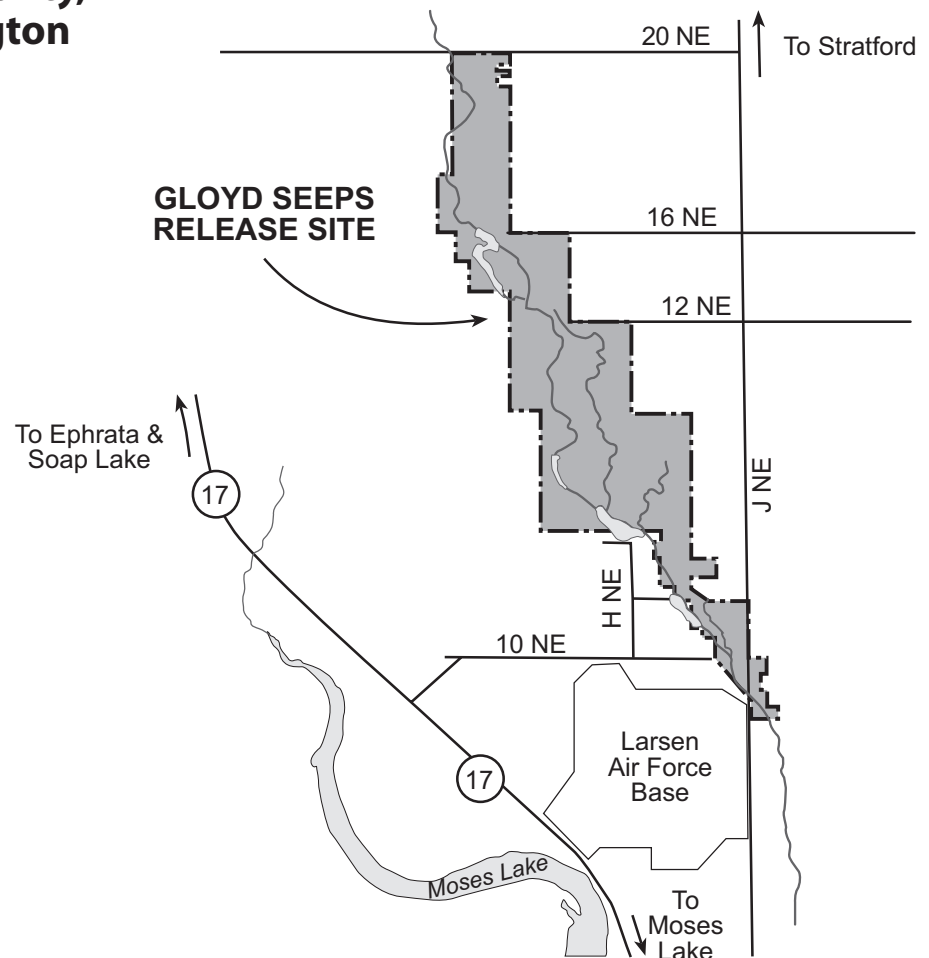 gton
20 NE
To Stratford
GLOYD SEEPS
RELEASE SITE
16 NE
12 NE
To Ephrata &
Soap Lake
17
J NE
H NE
10 NE
Larsen
Air Force
Base
17
Moses Lake
To
Moses
Lake